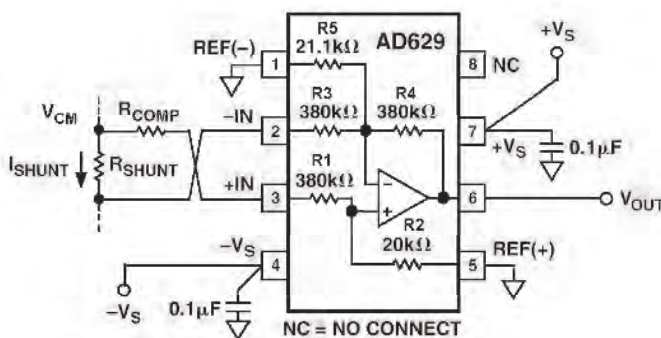 R5
21.1kΩ
AD629
REF(–)
1
8
NC
+VS
R3
380kΩ
R4
380kΩ
VCM
RCOMP
–IN
2
7
+VS
0.1µF
ISHUNT
RSHUNT
+IN
3
R1
380kΩ
–
+
6
VOUT
R2
20kΩ
–VS
4
5
REF(+)
–VS
0.1µF
NC = NO CONNECT